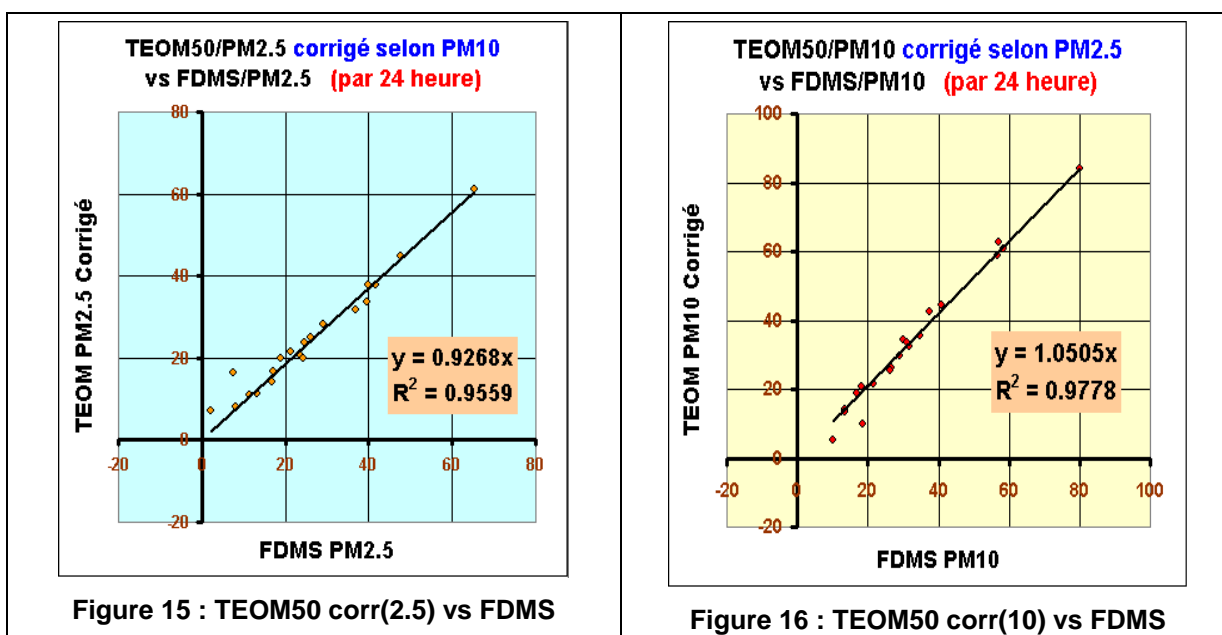 TEOM50/PM2.5 corrigé selon PM10
vs FDMS/PM2.5 (par 24 heure)
80
60
40
20
0
-20
-20
0
20
40
60
80
TEOM PM2.5 Corrigé
y = 0.9268x
R² = 0.9559
FDMS PM2.5
Figure 15 : TEOM50 corr(2.5) vs FDMS
TEOM50/PM10 corrigé selon PM2.5
vs FDMS/PM10 (par 24 heure)
100
80
60
40
20
0
-20
-20
0
20
40
60
80
100
TEOM PM10 Corrigé
y = 1.0505x
R² = 0.9778
FDMS PM10
Figure 16 : TEOM50 corr(10) vs FDMS